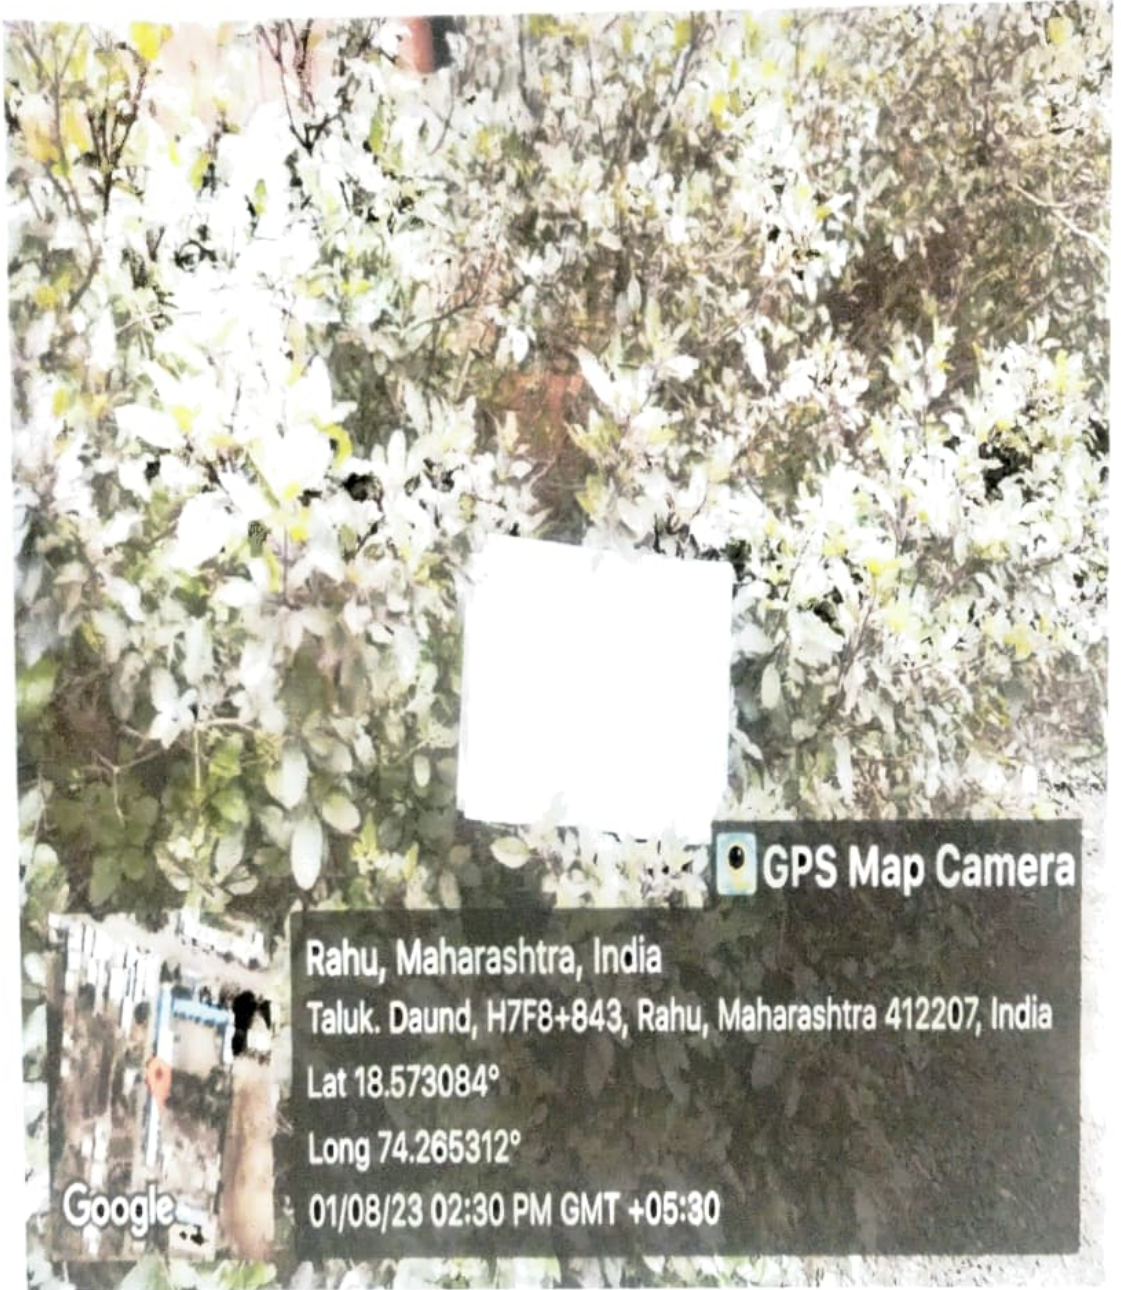 GPS Map Camera
Rahu, Maharashtra, India
Taluk. Daund, H7F8+843, Rahu, Maharashtra 412207, India
Lat 18.573084°
Long 74.265312°
01/08/23 02:30 PM GMT +05:30
Google